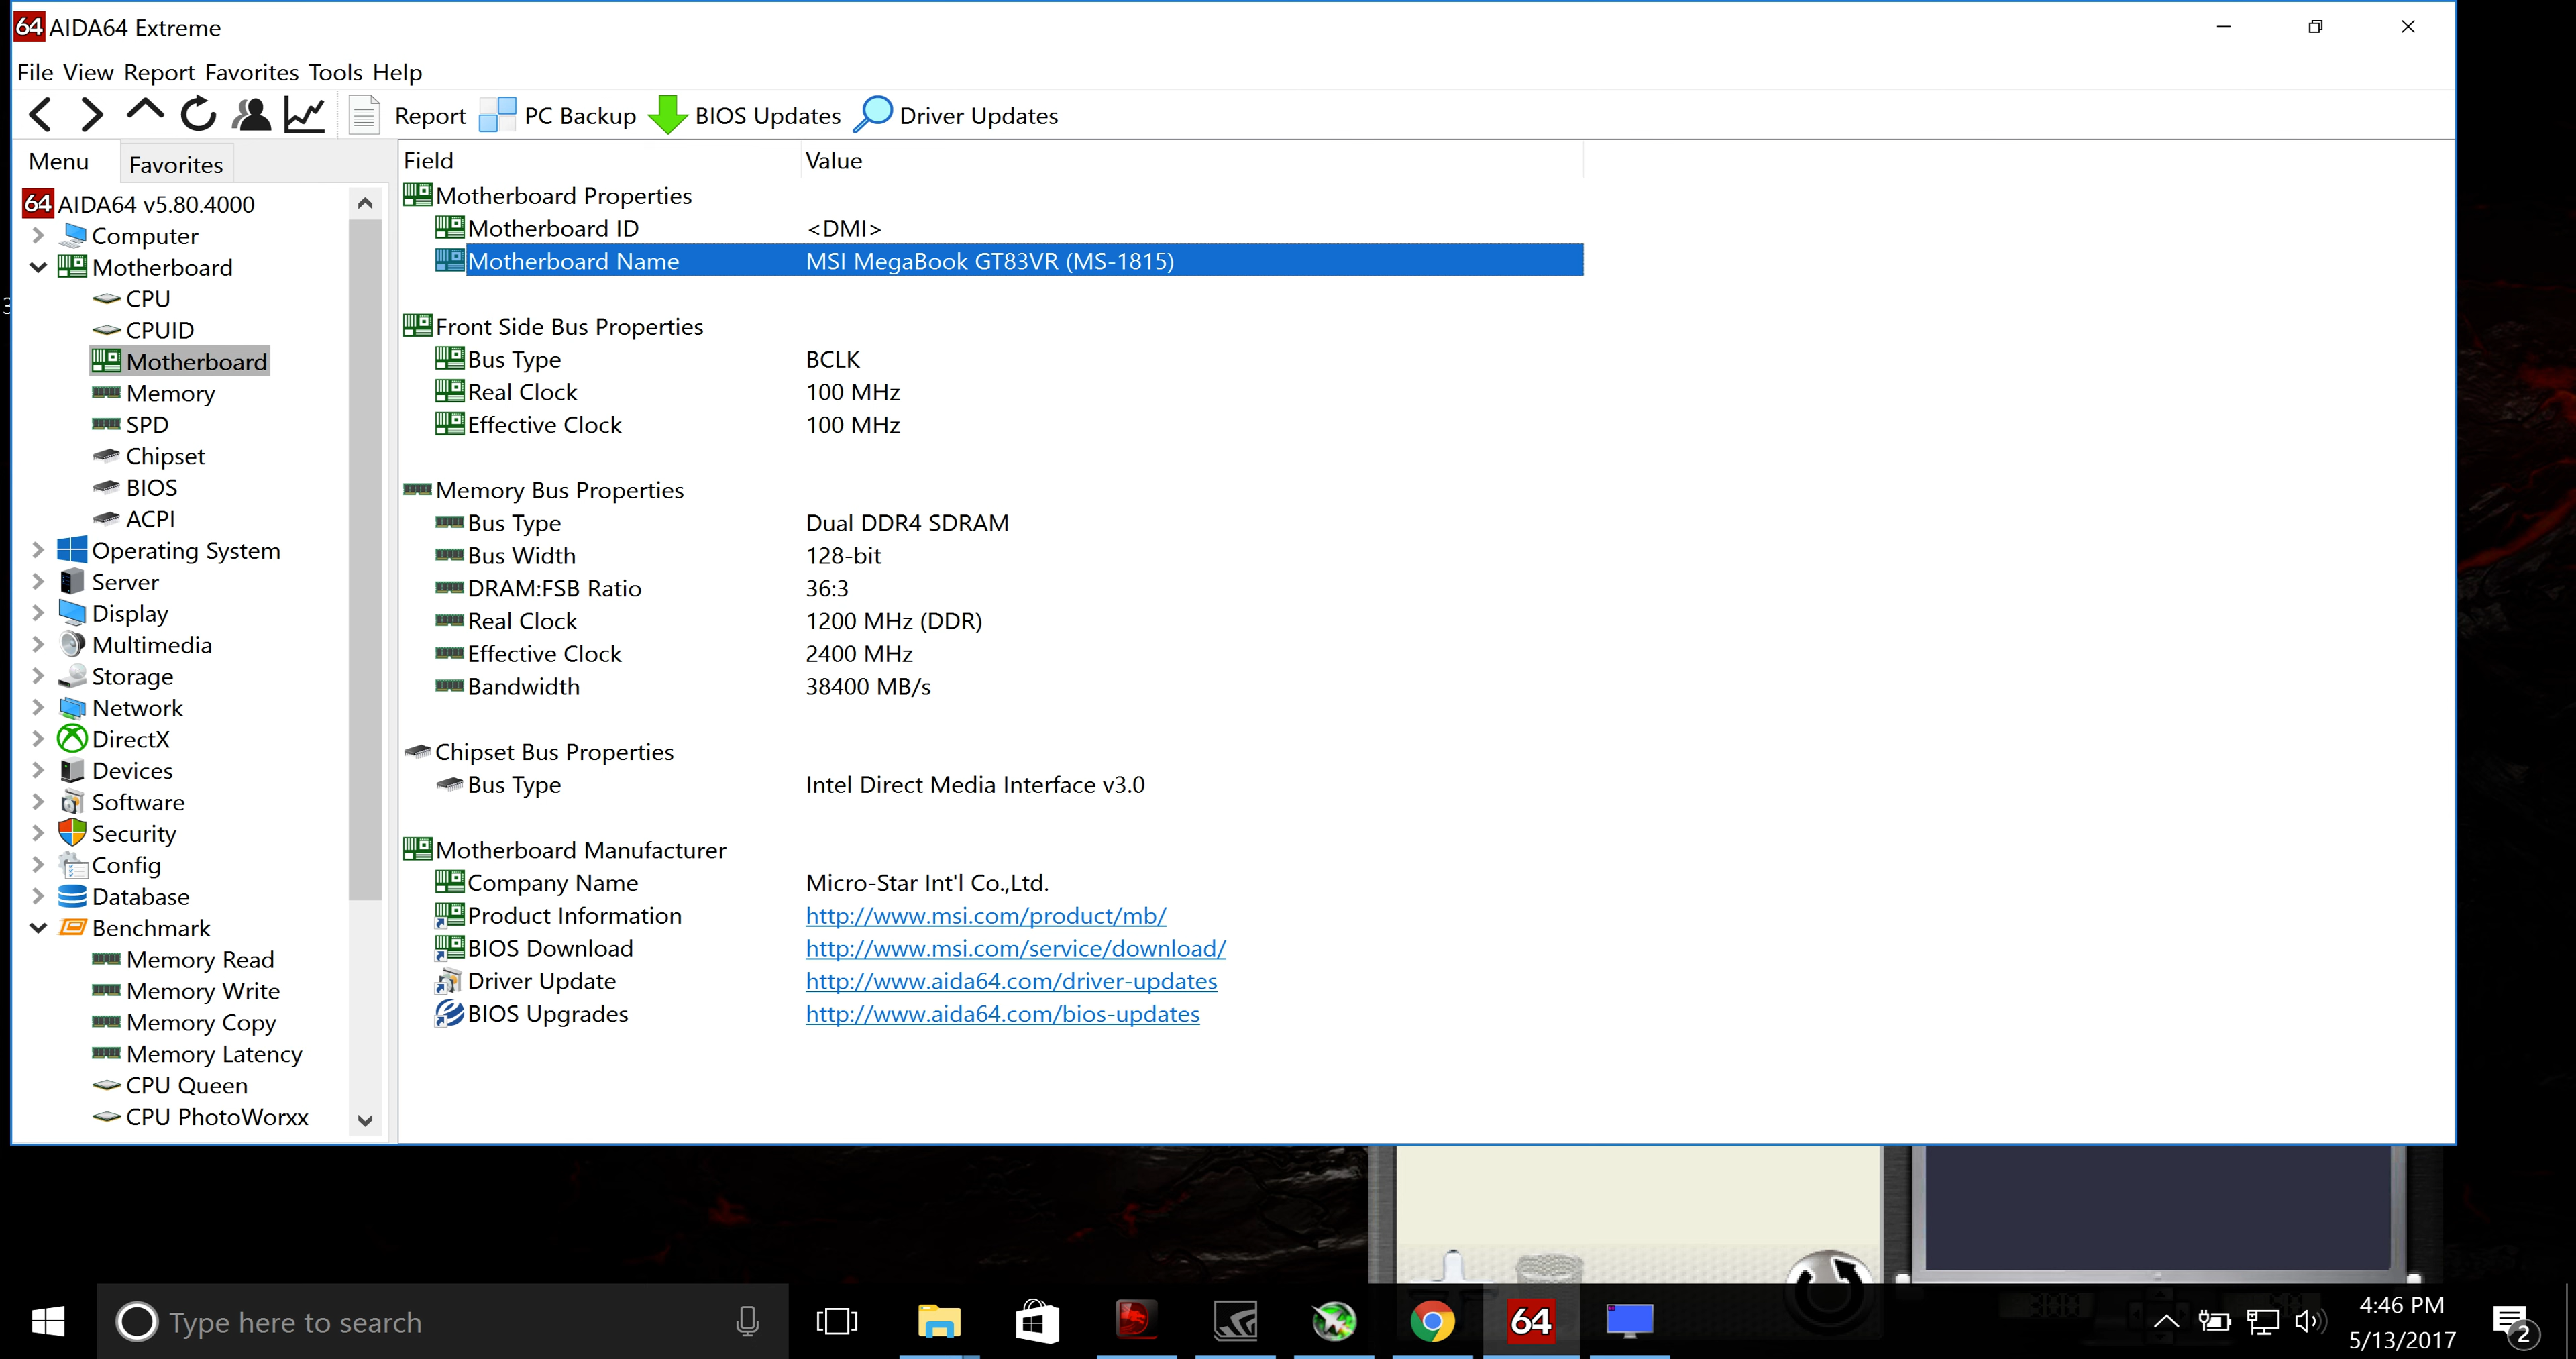 64 AIDA64 Extreme
File View Report Favorites Tools Help
Report PC Backup BIOS Updates Driver Updates
Menu Favorites
64 AIDA64 v5.80.4000
Computer
Motherboard
CPU
CPUID
Motherboard
Memory
SPD
Chipset
BIOS
ACPI
Operating System
Server
Display
Multimedia
Storage
Network
DirectX
Devices
Software
Security
Config
Database
Benchmark
Memory Read
Memory Write
Memory Copy
Memory Latency
CPU Queen
CPU PhotoWorxx
Field Value
Motherboard Properties
Motherboard ID <DMI>
Motherboard Name MSI MegaBook GT83VR (MS-1815)
Front Side Bus Properties
Bus Type BCLK
Real Clock 100 MHz
Effective Clock 100 MHz
Memory Bus Properties
Bus Type Dual DDR4 SDRAM
Bus Width 128-bit
DRAM:FSB Ratio 36:3
Real Clock 1200 MHz (DDR)
Effective Clock 2400 MHz
Bandwidth 38400 MB/s
Chipset Bus Properties
Bus Type Intel Direct Media Interface v3.0
Motherboard Manufacturer
Company Name Micro-Star Int'l Co.,Ltd.
Product Information http://www.msi.com/product/mb/
BIOS Download http://www.msi.com/service/download/
Driver Update http://www.aida64.com/driver-updates
BIOS Upgrades http://www.aida64.com/bios-updates
Type here to search
64
4:46 PM
5/13/2017
2